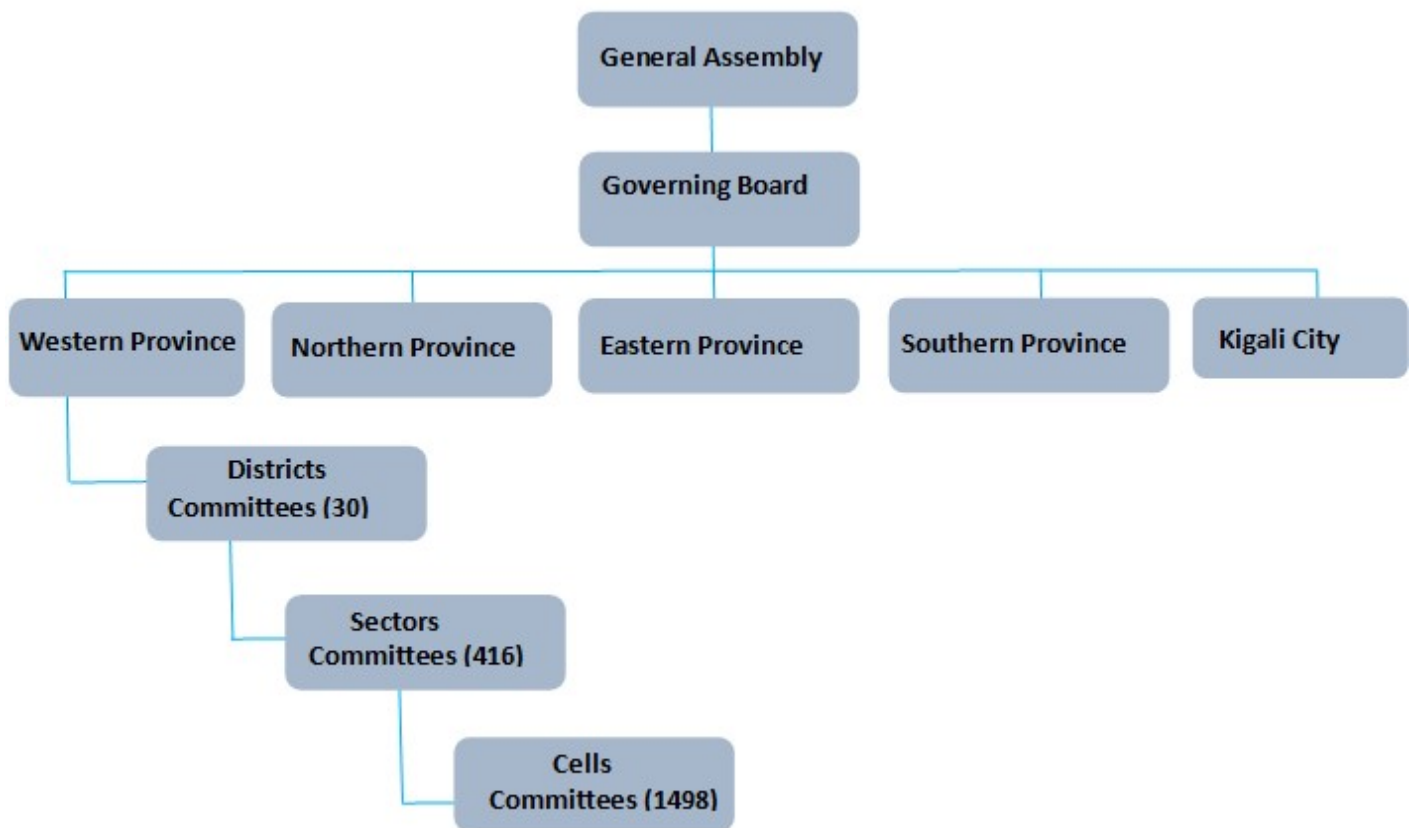 General Assembly
Governing Board
Western Province
Northern Province
Eastern Province
Southern Province
Kigali City
Districts
Committees (30)
Sectors
Committees (416)
Cells
Committees (1498)